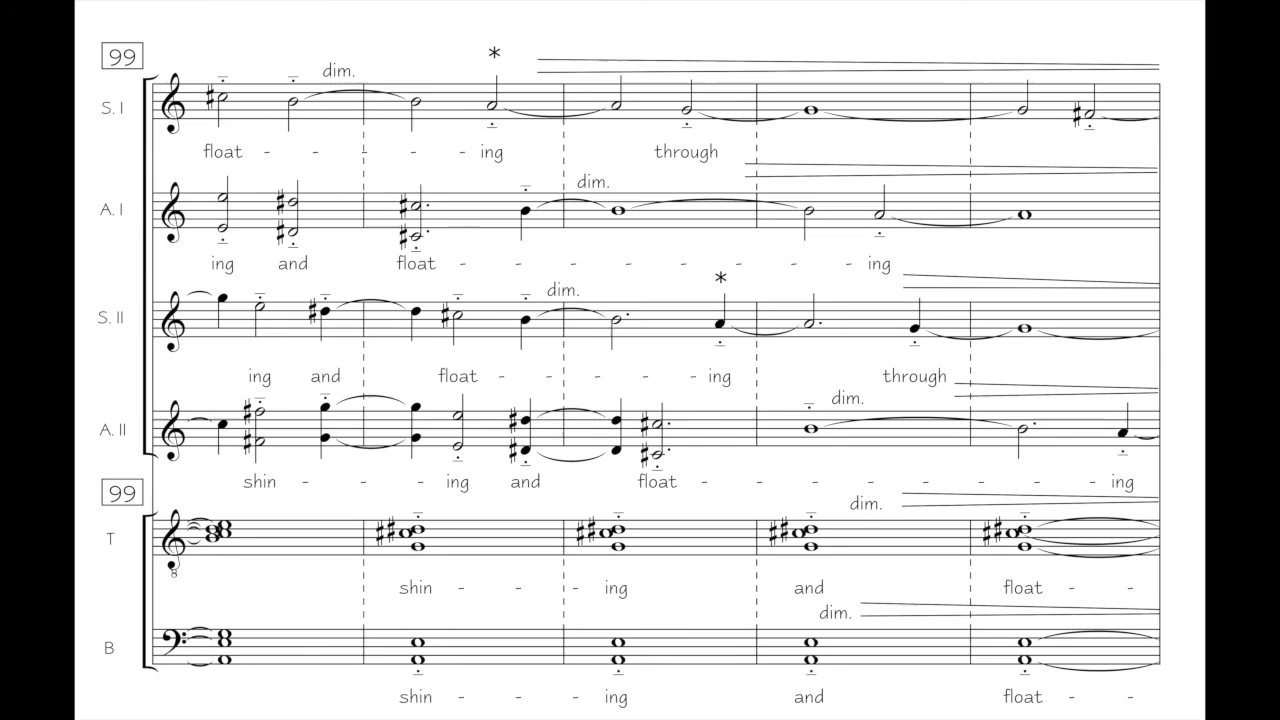 99
dim.
*
S. I
float - - - - ing through
dim.
A. I
ing and float - - - - - - - - ing
*
dim.
S. II
ing and float - - - - - ing through
dim.
A. II
shin - - - ing and float - - - - - - - ing
99
dim.
T
shin - - - ing and float - -
dim.
B
shin - - - ing and float - -